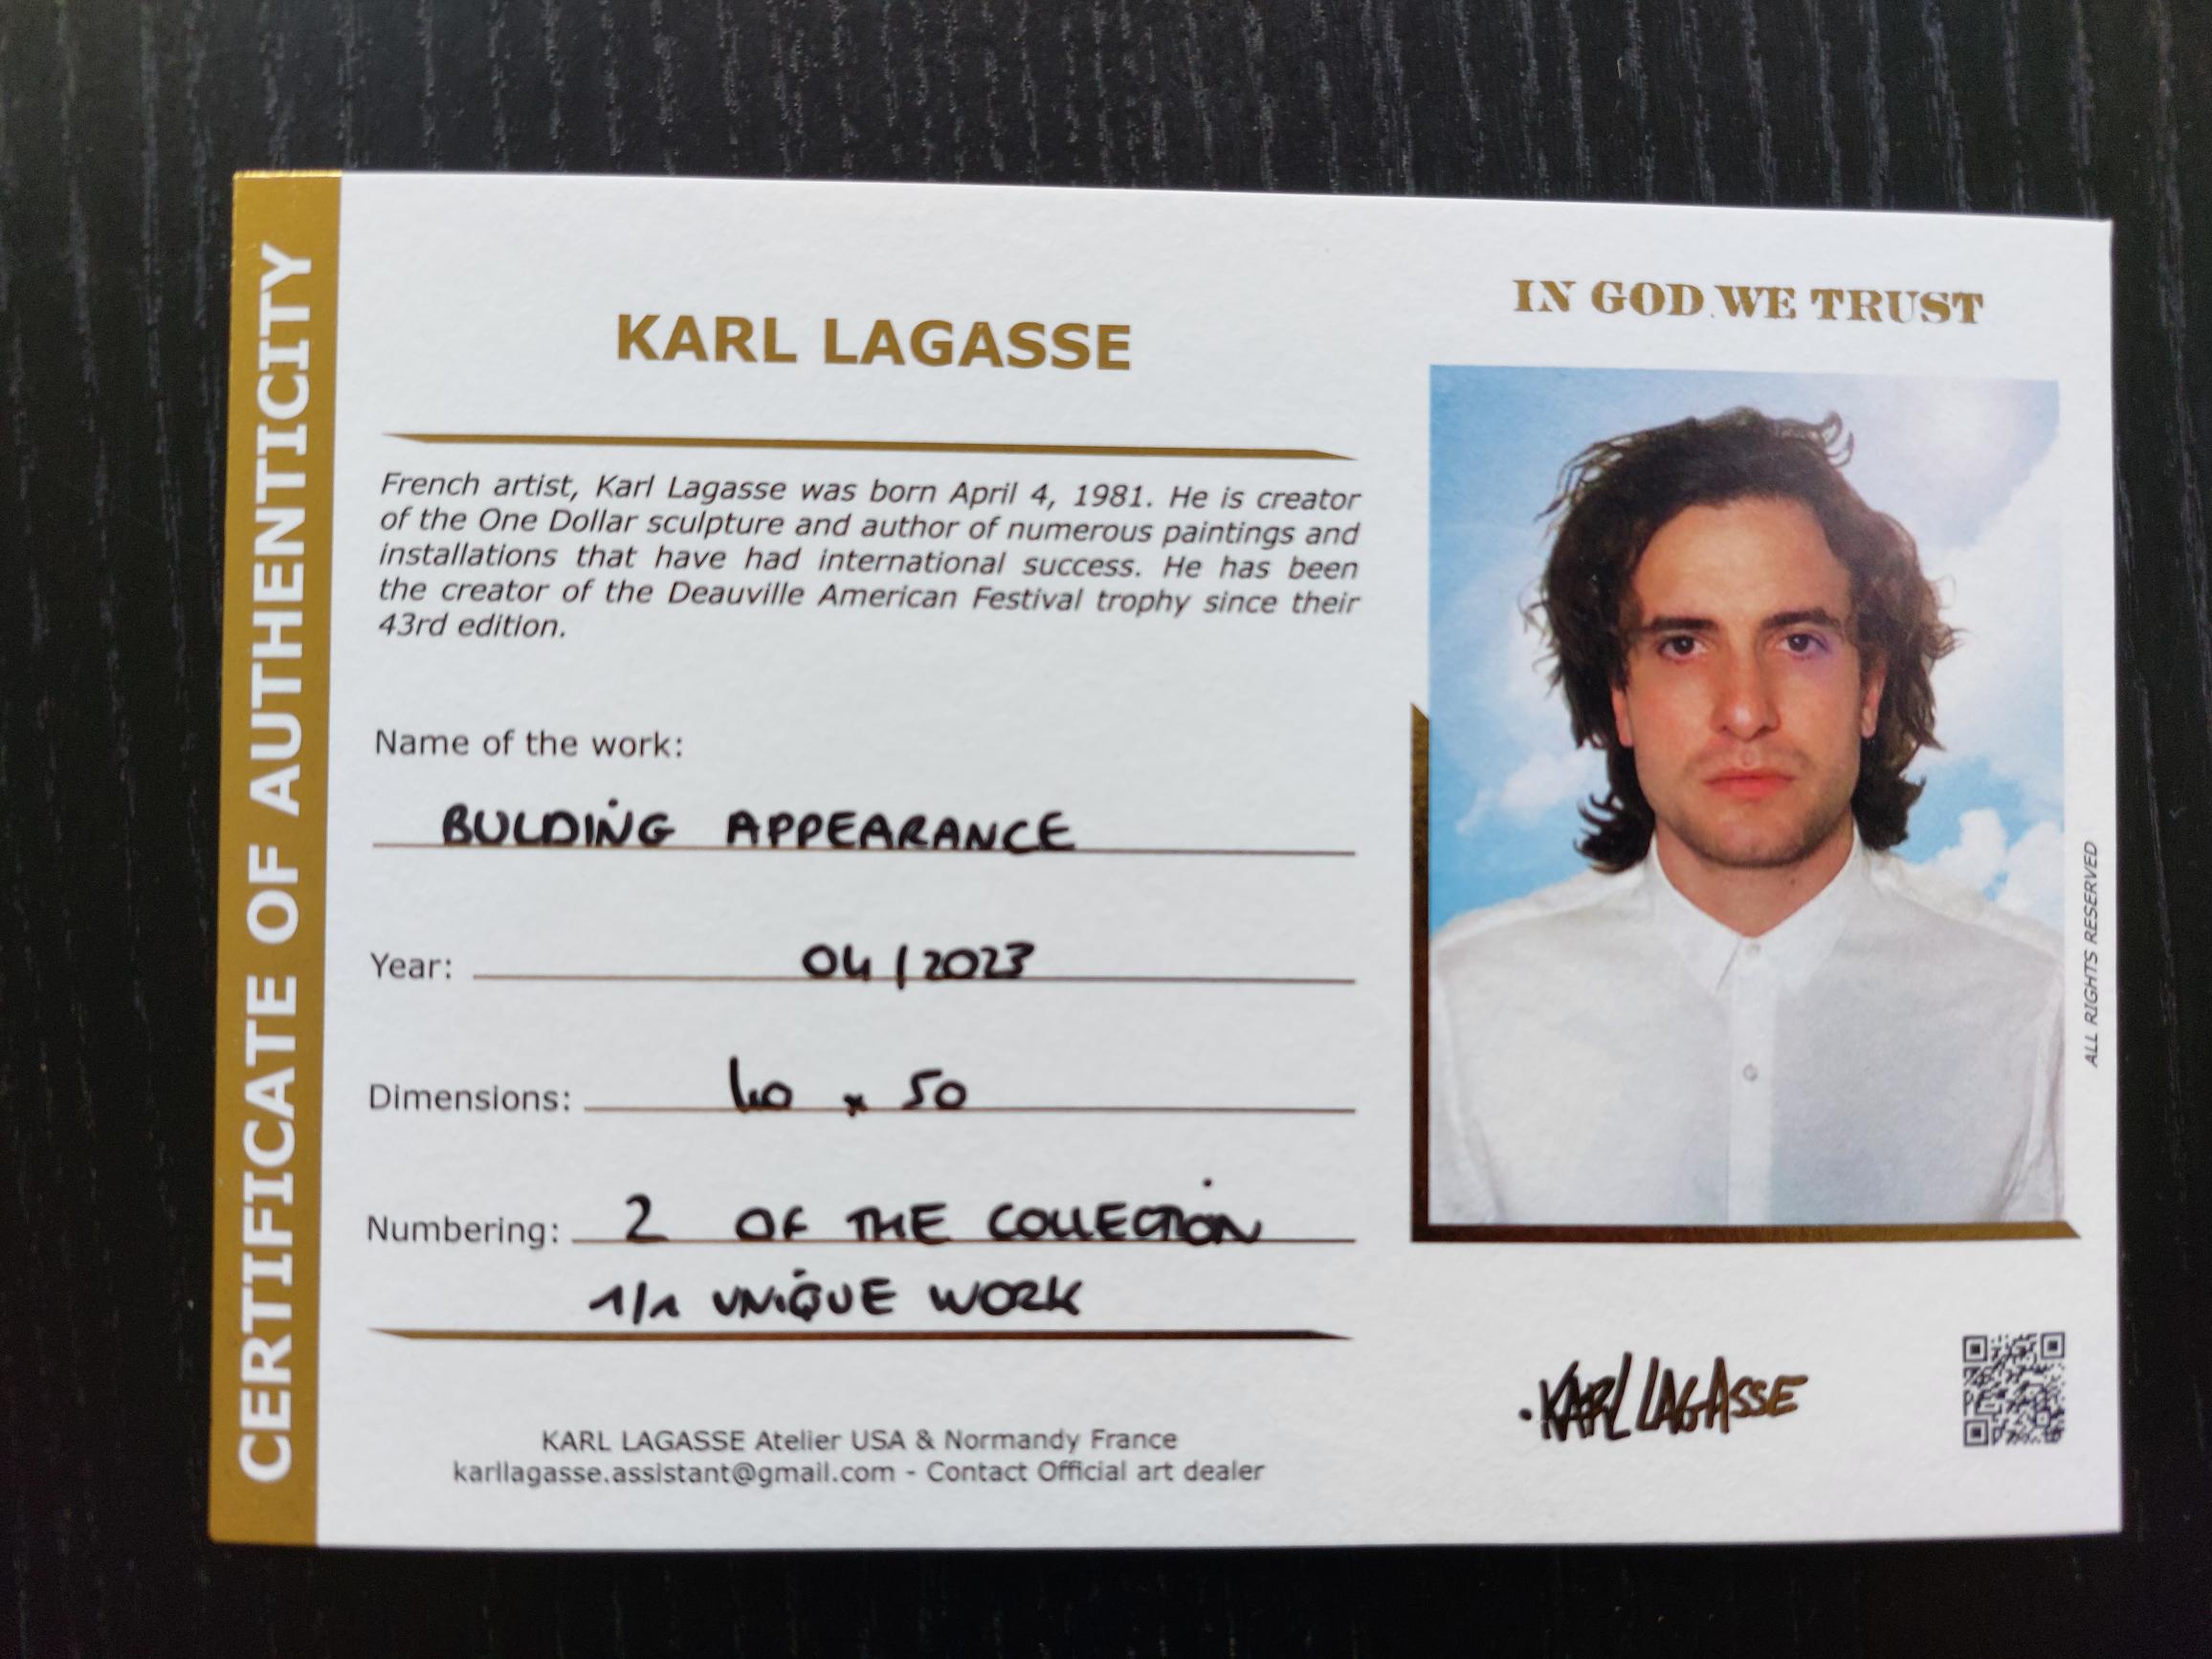 CERTIFICATE OF AUTHENTICITY
KARL LAGASSE
French artist, Karl Lagasse was born April 4, 1981. He is creator
of the One Dollar sculpture and author of numerous paintings and
installations that have had international success. He has been
the creator of the Deauville American Festival trophy since their
43rd edition.
Name of the work:
BULDING APPEARANCE
Year: 04/2023
Dimensions: 40 x 50
Numbering: 2 OF THE COLLECTION
1/1 UNIQUE WORK
KARL LAGASSE Atelier USA & Normandy France
karllagasse.assistant@gmail.com - Contact Official art dealer
IN GOD WE TRUST
ALL RIGHTS RESERVED
KARL LAGASSE